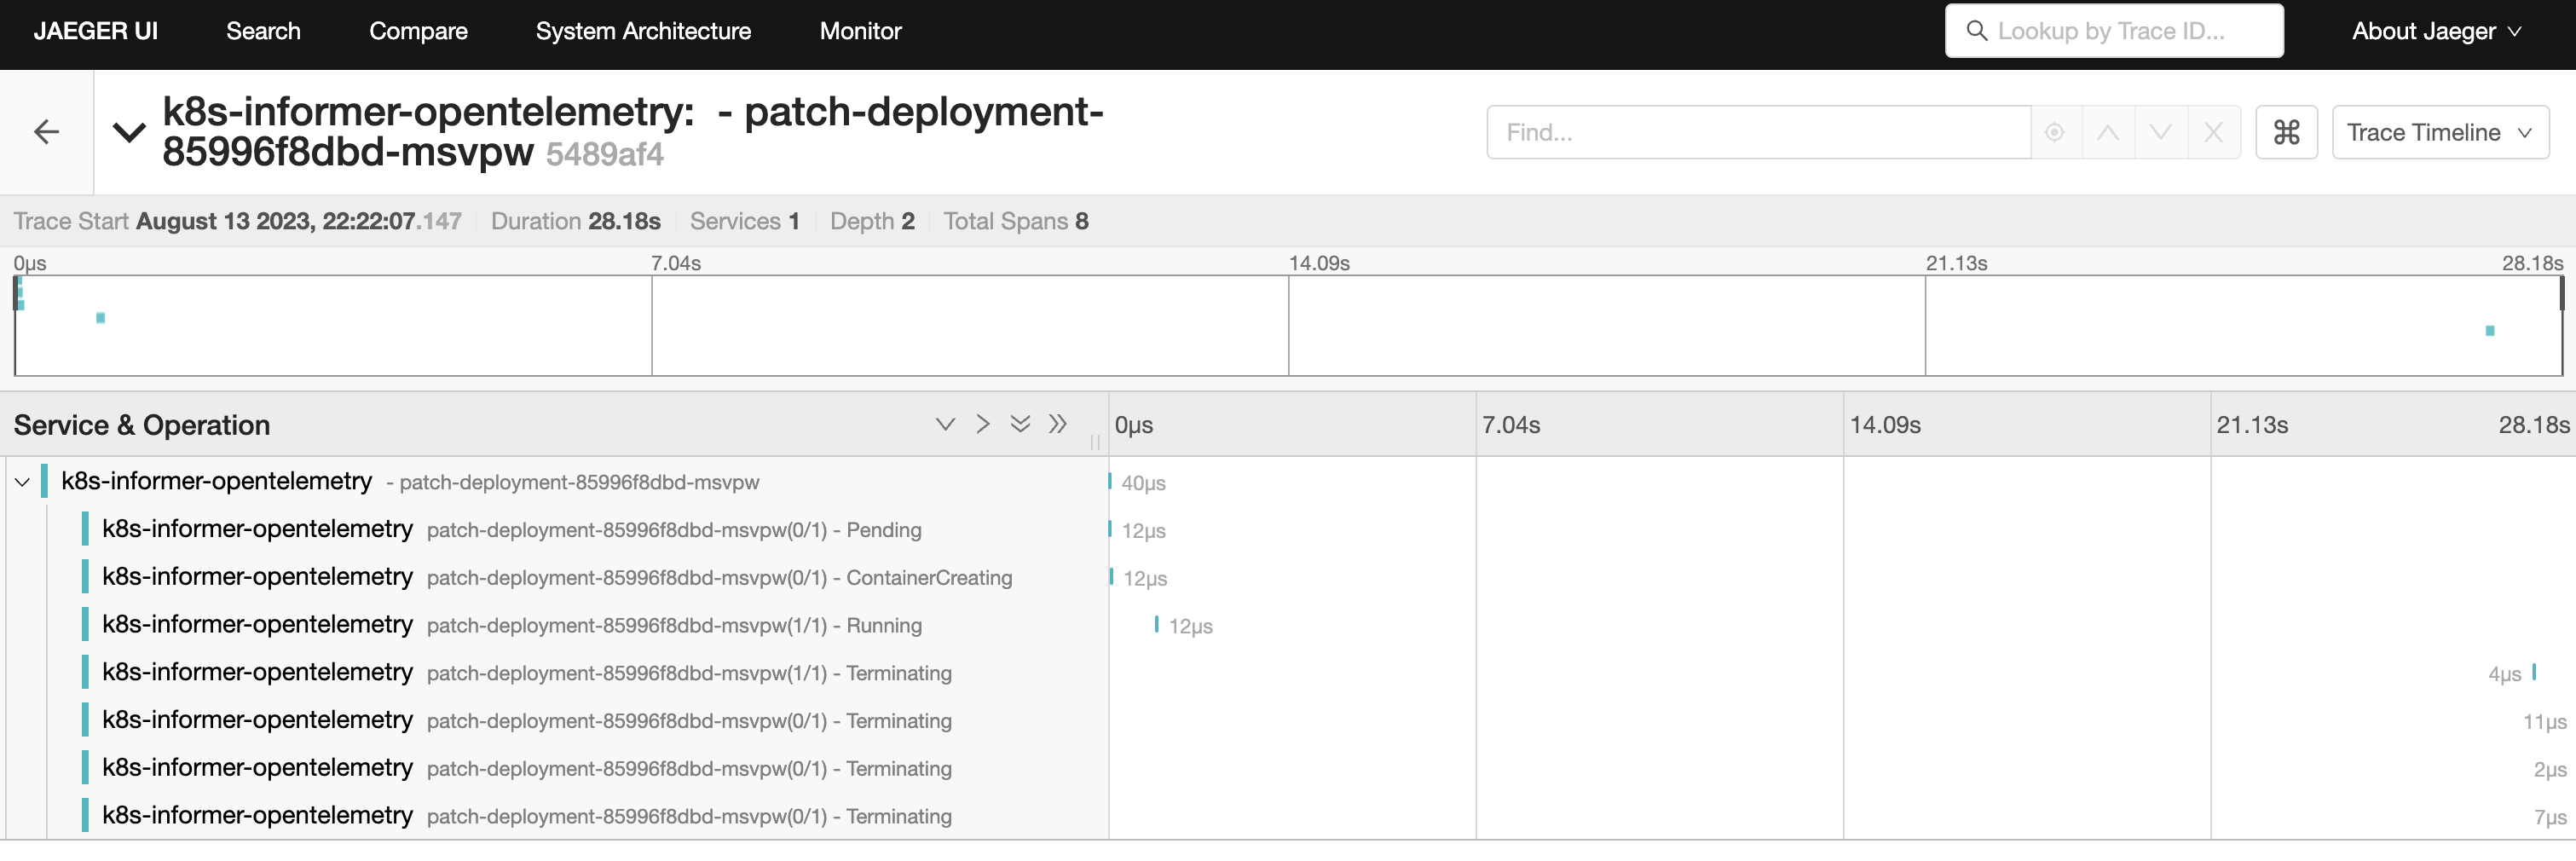 JAEGER UI Search Compare System Architecture Monitor Lookup by Trace ID... About Jaeger
k8s-informer-opentelemetry: - patch-deployment-
85996f8dbd-msvpw 5489af4
Find... Trace Timeline
Trace Start August 13 2023, 22:22:07.147 Duration 28.18s Services 1 Depth 2 Total Spans 8
0μs 7.04s 14.09s 21.13s 28.18s
Service & Operation 0μs 7.04s 14.09s 21.13s 28.18s
k8s-informer-opentelemetry - patch-deployment-85996f8dbd-msvpw 40μs
k8s-informer-opentelemetry patch-deployment-85996f8dbd-msvpw(0/1) - Pending 12μs
k8s-informer-opentelemetry patch-deployment-85996f8dbd-msvpw(0/1) - ContainerCreating 12μs
k8s-informer-opentelemetry patch-deployment-85996f8dbd-msvpw(1/1) - Running 12μs
k8s-informer-opentelemetry patch-deployment-85996f8dbd-msvpw(1/1) - Terminating 4μs
k8s-informer-opentelemetry patch-deployment-85996f8dbd-msvpw(0/1) - Terminating 11μs
k8s-informer-opentelemetry patch-deployment-85996f8dbd-msvpw(0/1) - Terminating 2μs
k8s-informer-opentelemetry patch-deployment-85996f8dbd-msvpw(0/1) - Terminating 7μs